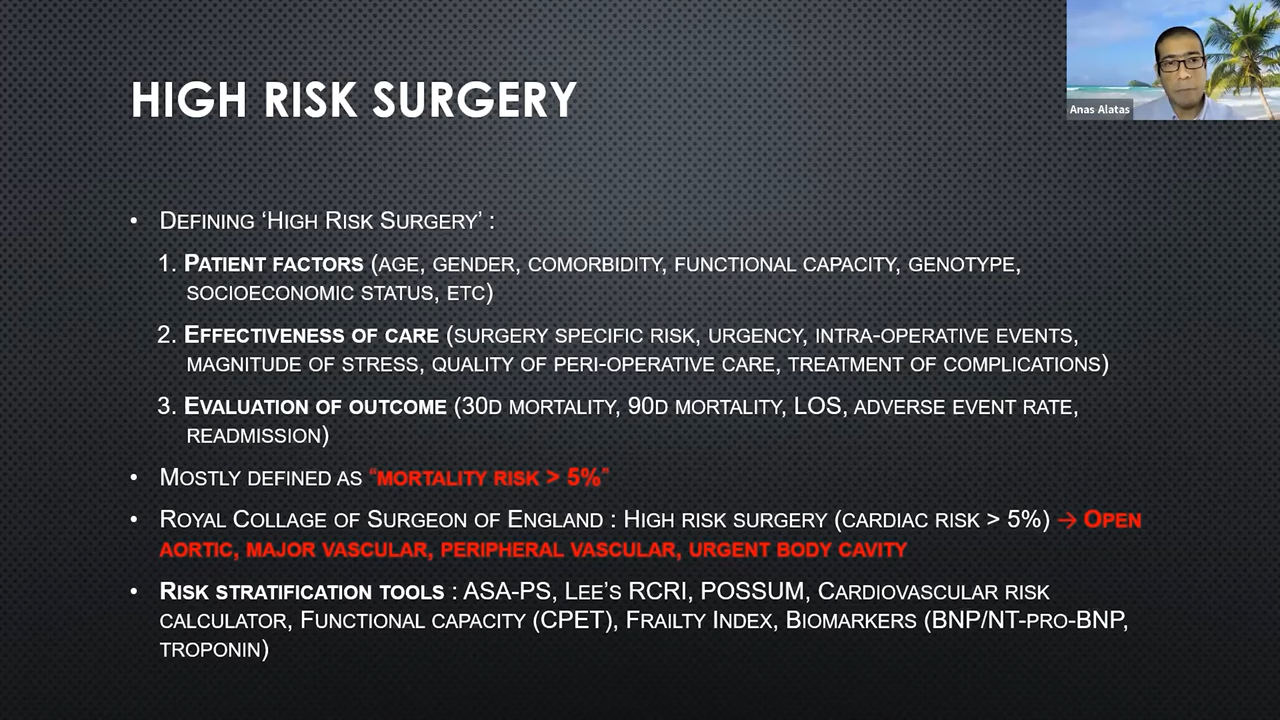 HIGH RISK SURGERY
Anas Alatas
• DEFINING ‘HIGH RISK SURGERY’ :
1. PATIENT FACTORS (AGE, GENDER, COMORBIDITY, FUNCTIONAL CAPACITY, GENOTYPE,
SOCIOECONOMIC STATUS, ETC)
2. EFFECTIVENESS OF CARE (SURGERY SPECIFIC RISK, URGENCY, INTRA-OPERATIVE EVENTS,
MAGNITUDE OF STRESS, QUALITY OF PERI-OPERATIVE CARE, TREATMENT OF COMPLICATIONS)
3. EVALUATION OF OUTCOME (30D MORTALITY, 90D MORTALITY, LOS, ADVERSE EVENT RATE,
READMISSION)
• MOSTLY DEFINED AS “MORTALITY RISK > 5%”
• ROYAL COLLAGE OF SURGEON OF ENGLAND : HIGH RISK SURGERY (CARDIAC RISK > 5%) → OPEN
AORTIC, MAJOR VASCULAR, PERIPHERAL VASCULAR, URGENT BODY CAVITY
• RISK STRATIFICATION TOOLS : ASA-PS, LEE’S RCRI, POSSUM, CARDIOVASCULAR RISK
CALCULATOR, FUNCTIONAL CAPACITY (CPET), FRAILTY INDEX, BIOMARKERS (BNP/NT-PRO-BNP,
TROPONIN)